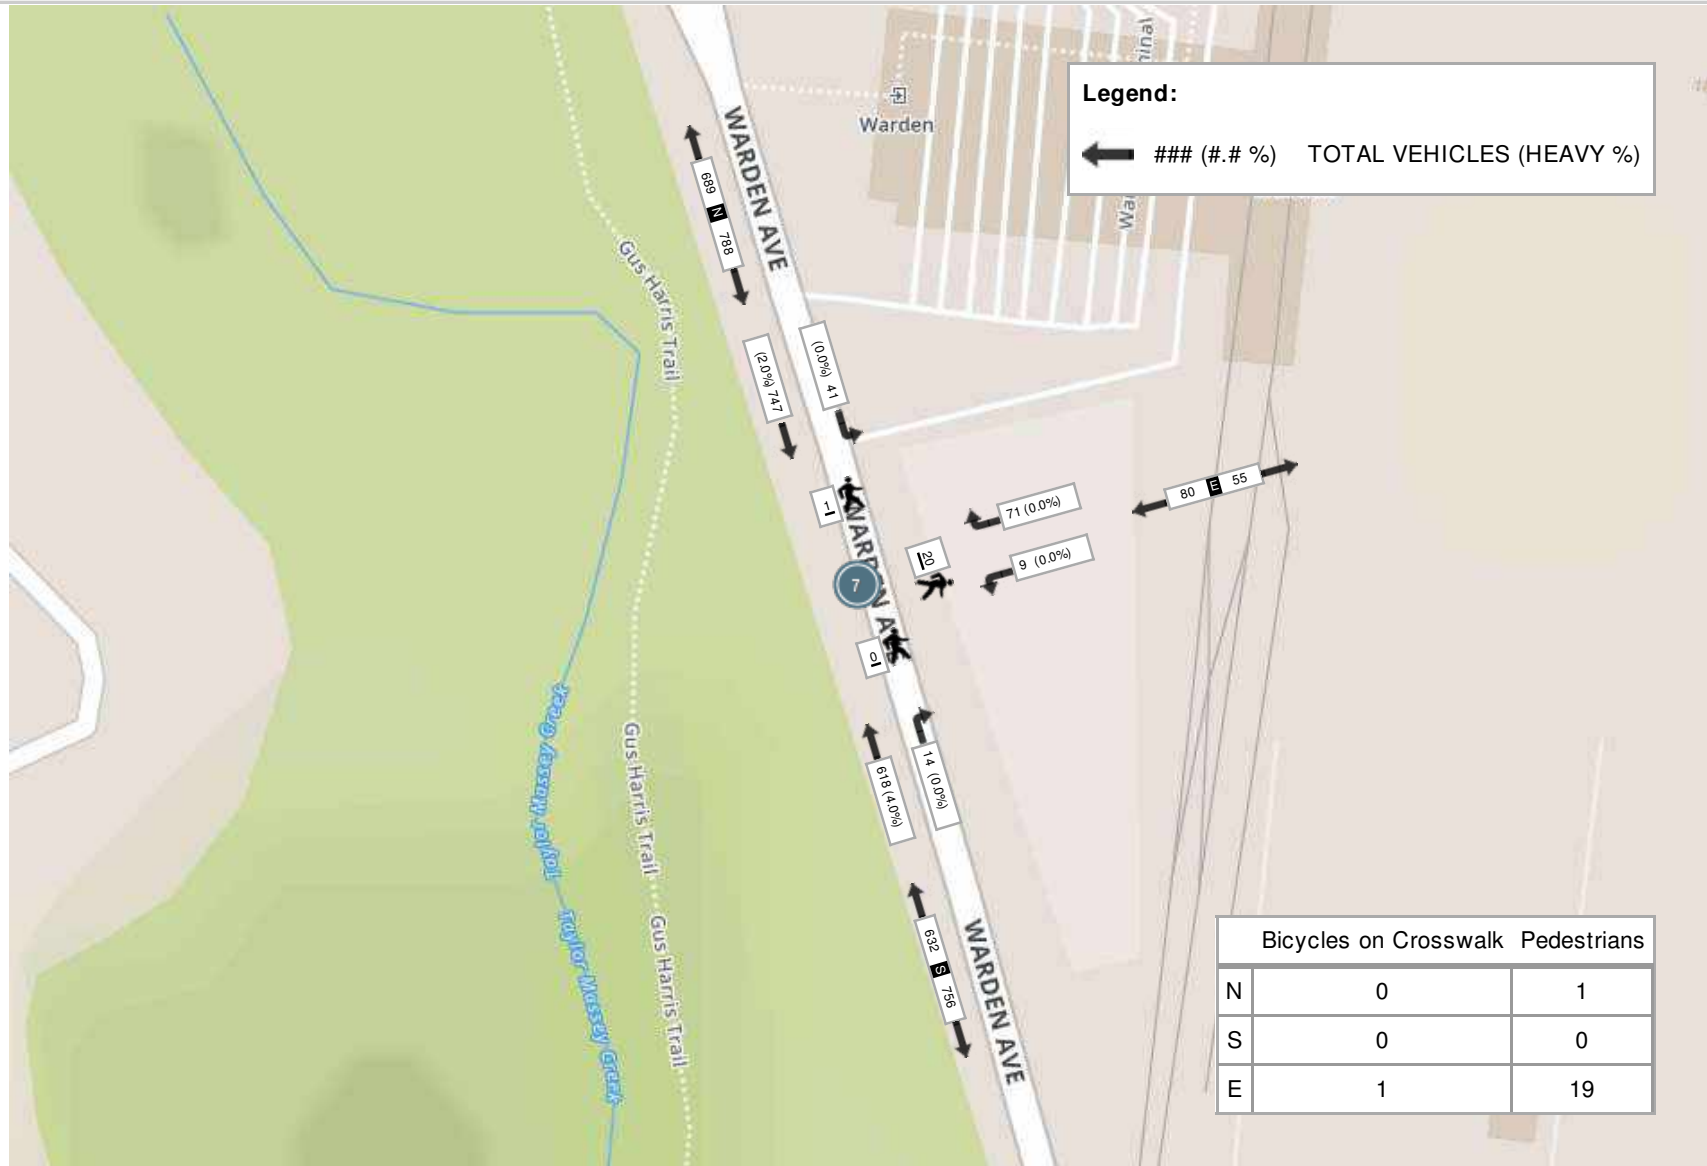 Legend:
### (#.# %) TOTAL VEHICLES (HEAVY %)
Warden
WARDEN AVE
689 N 788
Gus Harris Trail
(2.0%) 747
(0.0%) 41
80 E 55
71 (0.0%)
9 (0.0%)
1
20
7
WARDEN AVE
0
14 (0.0%)
618 (4.0%)
Taylor Massey Creek
Gus Harris Trail
632 S 756
WARDEN AVE
Taylor Massey Creek
Gus Harris Trail
Bicycles on Crosswalk Pedestrians
N 0 1
S 0 0
E 1 19